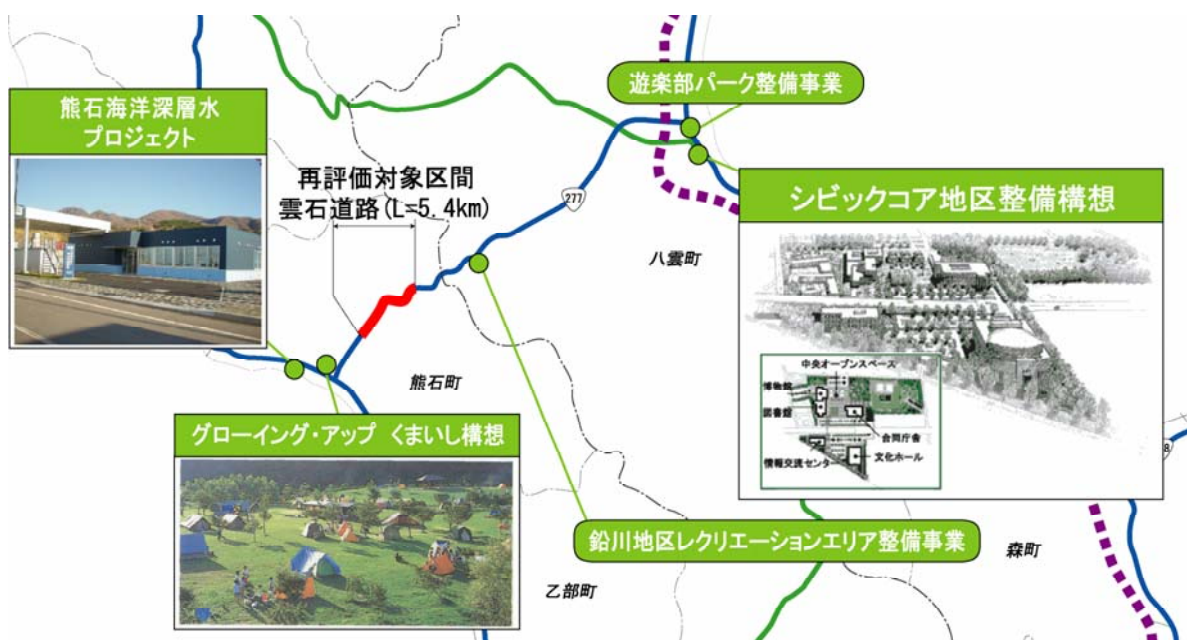 遊楽部パーク整備事業
熊石海洋深層水
プロジェクト
再評価対象区間
雲石道路(L=5.4km)
277
シビックコア地区整備構想
八雲町
中央オープンスペース
博物館
図書館
合同庁舎
情報交流センター
文化ホール
熊石町
グローイング・アップ くまいし構想
鉛川地区レクリエーションエリア整備事業
乙部町
森町
8